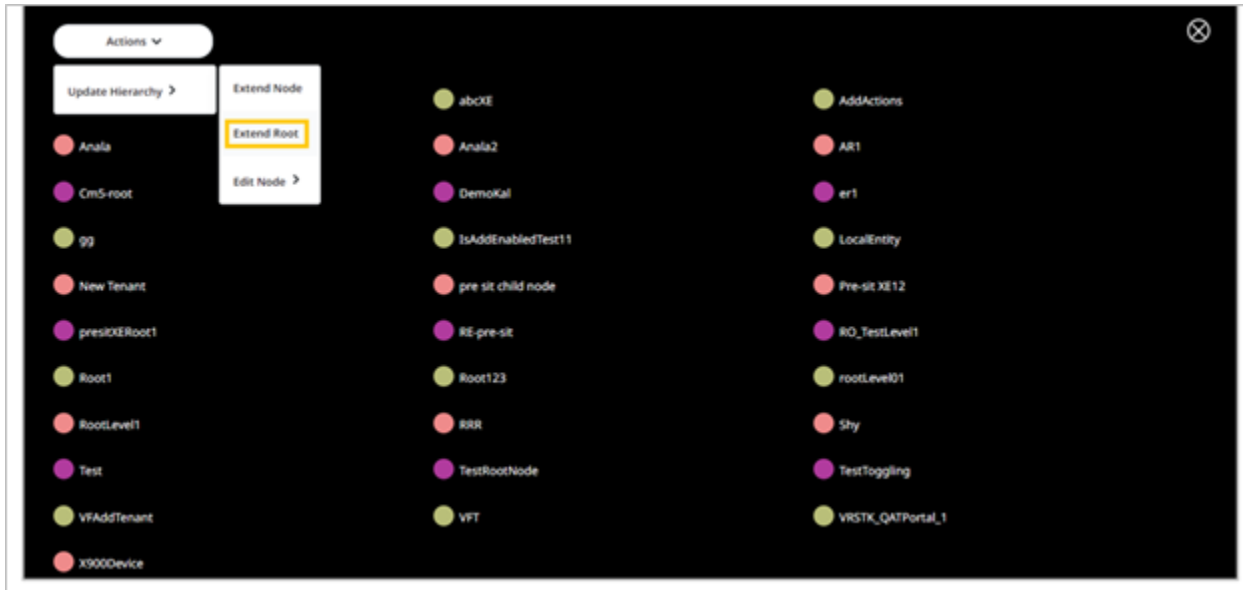 Actions
Update Hierarchy
Extend Node
Extend Root
Edit Node
abcXE
AddActions
Anala
Anala2
AR1
Cm5-root
DemoKal
er1
gg
IsAddEnabledTest11
LocalEntity
New Tenant
pre sit child node
Pre-sit XE12
presitXERoot1
RE-pre-sit
RO_TestLevel1
Root1
Root123
rootLevel01
RootLevel1
RRR
Shy
Test
TestRootNode
TestToggling
VFAddTenant
VFT
VRSTK_QATPortal_1
X900Device